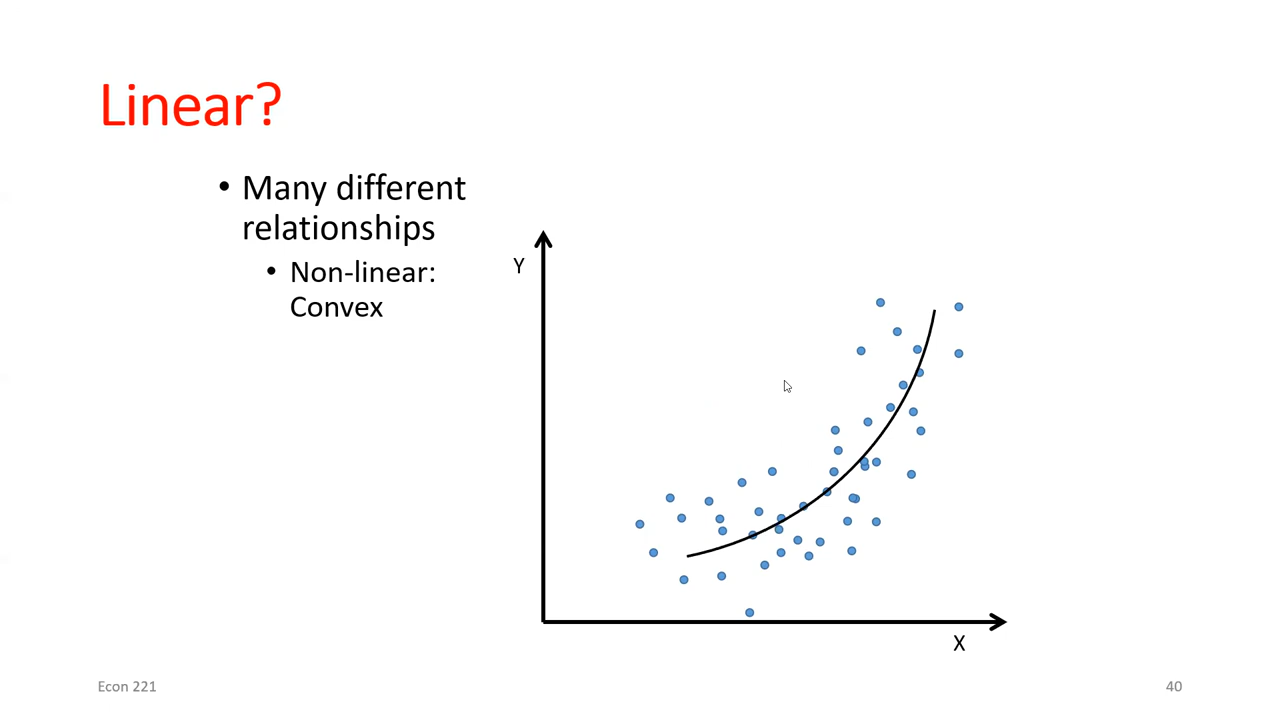 Linear?
• Many different
relationships
• Non-linear:
Convex
Y
X
Econ 221
40